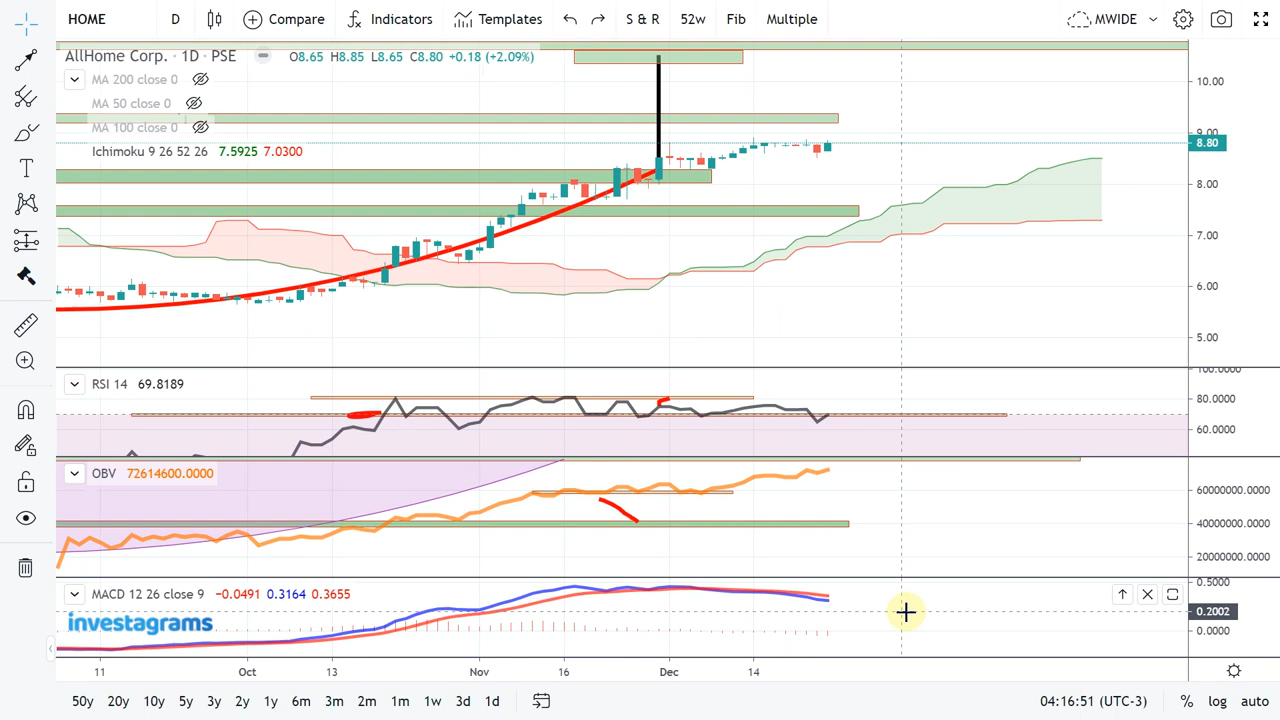 HOME D Compare Indicators Templates S & R 52w Fib Multiple MWIDE
AllHome Corp. · 1D · PSE O8.65 H8.85 L8.65 C8.80 +0.18 (+2.09%)
MA 200 close 0
MA 50 close 0
MA 100 close 0
Ichimoku 9 26 52 26 7.5925 7.0300
10.00
9.00
8.80
8.00
7.00
6.00
5.00
RSI 14 69.8189
100.0000
80.0000
60.0000
OBV 72614600.0000
60000000.0000
40000000.0000
20000000.0000
MACD 12 26 close 9 −0.0491 0.3164 0.3655
0.5000
0.2002
0.0000
investagrams
11 Oct 13 Nov 16 Dec 14
50y 20y 10y 5y 3y 2y 1y 6m 3m 2m 1m 1w 3d 1d 04:16:51 (UTC-3) % log auto